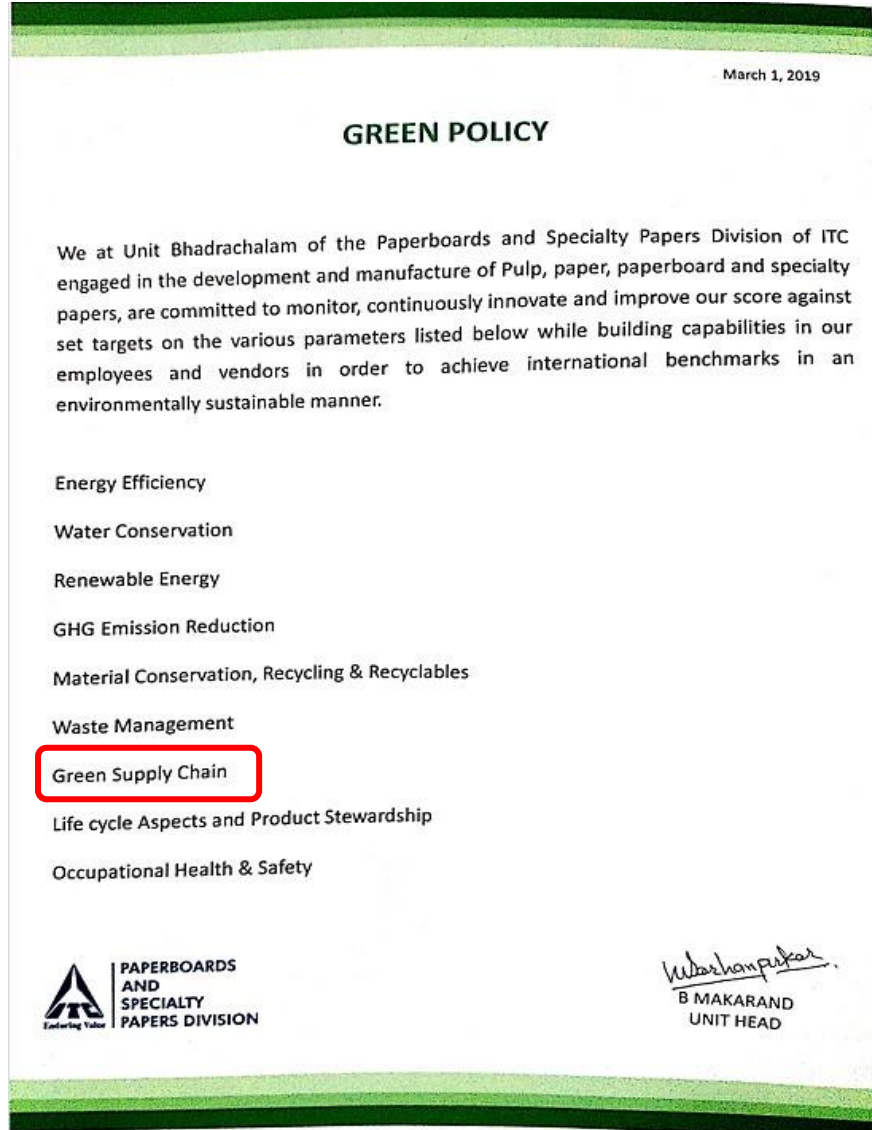 March 1, 2019
GREEN POLICY
We at Unit Bhadrachalam of the Paperboards and Specialty Papers Division of ITC
engaged in the development and manufacture of Pulp, paper, paperboard and specialty
papers, are committed to monitor, continuously innovate and improve our score against
set targets on the various parameters listed below while building capabilities in our
employees and vendors in order to achieve international benchmarks in an
environmentally sustainable manner.
Energy Efficiency
Water Conservation
Renewable Energy
GHG Emission Reduction
Material Conservation, Recycling & Recyclables
Waste Management
Green Supply Chain
Life cycle Aspects and Product Stewardship
Occupational Health & Safety
ITC
Enduring Value
PAPERBOARDS
AND
SPECIALTY
PAPERS DIVISION
B MAKARAND
UNIT HEAD